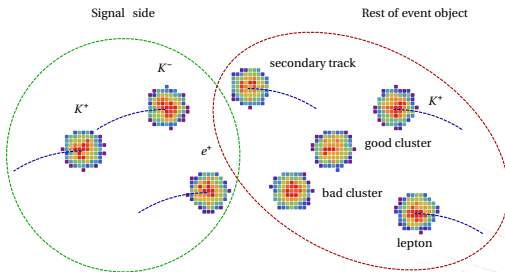 Signal side
Rest of event object
K⁻
secondary track
K⁺
K⁺
good cluster
e⁺
bad cluster
lepton